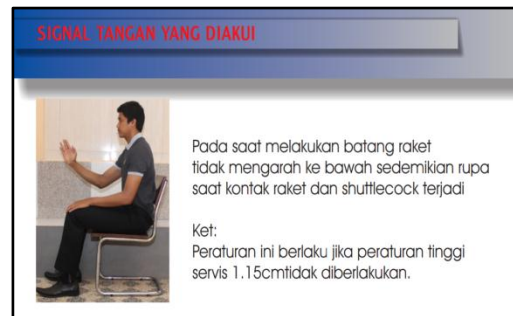 SIGNAL TANGAN YANG DIAKUI
Pada saat melakukan batang raket
tidak mengarah ke bawah sedemikian rupa
saat kontak raket dan shuttlecock terjadi
Ket:
Peraturan ini berlaku jika peraturan tinggi
servis 1.15cmtidak diberlakukan.